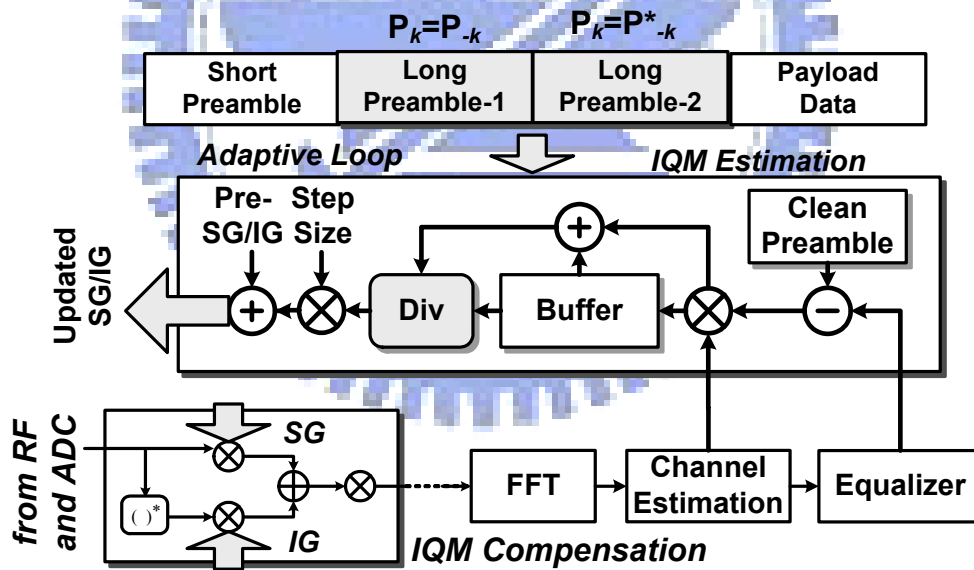 P_k=P_-k
P_k=P*_-k
Short Preamble
Long Preamble-1
Long Preamble-2
Payload Data
Adaptive Loop
IQM Estimation
Pre-SG/IG
Step Size
Clean Preamble
Updated SG/IG
+
×
Div
Buffer
+
×
−
from RF and ADC
SG
( )*
IG
FFT
Channel Estimation
Equalizer
IQM Compensation